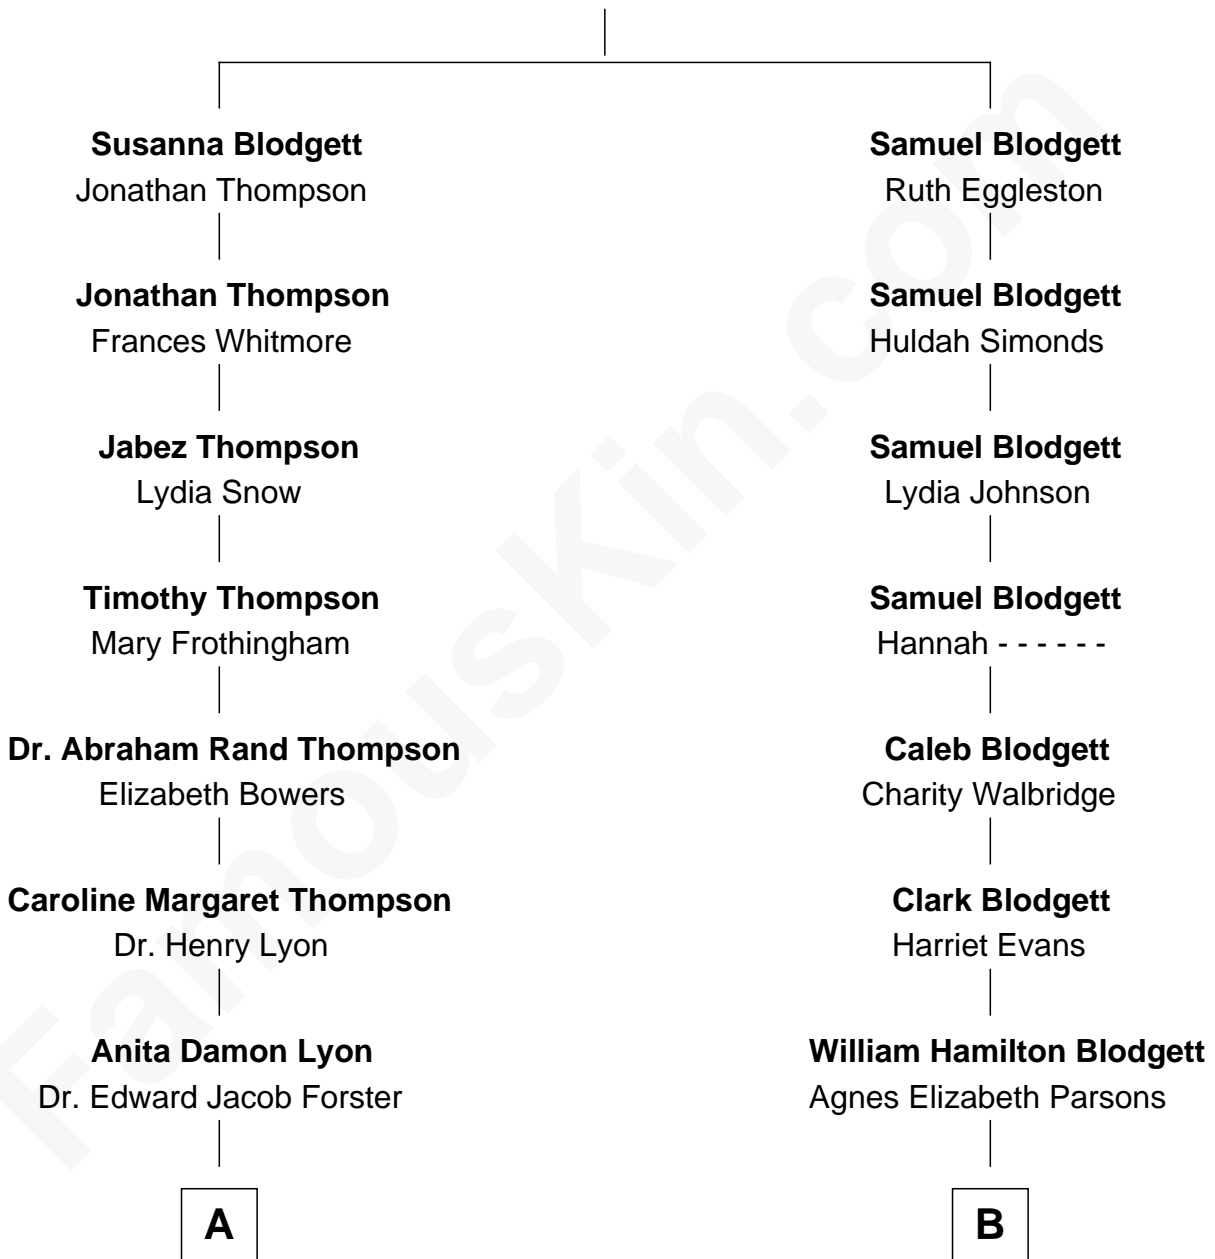 Susanna Blodgett
Jonathan Thompson
Jonathan Thompson
Frances Whitmore
Jabez Thompson
Lydia Snow
Timothy Thompson
Mary Frothingham
Dr. Abraham Rand Thompson
Elizabeth Bowers
Caroline Margaret Thompson
Dr. Henry Lyon
Anita Damon Lyon
Dr. Edward Jacob Forster
A
Samuel Blodgett
Ruth Eggleston
Samuel Blodgett
Huldah Simonds
Samuel Blodgett
Lydia Johnson
Samuel Blodgett
Hannah - - - - - -
Caleb Blodgett
Charity Walbridge
Clark Blodgett
Harriet Evans
William Hamilton Blodgett
Agnes Elizabeth Parsons
B
FamousKin.com